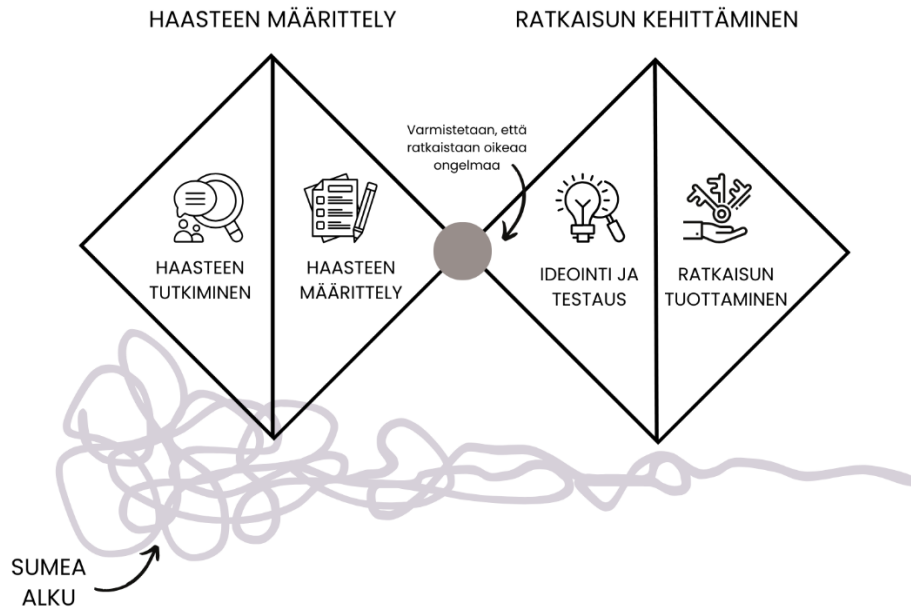 HAASTEEN MÄÄRITTELY
RATKAISUN KEHITTÄMINEN
Varmistetaan, että
ratkaistaan oikeaa
ongelmaa
HAASTEEN
TUTKIMINEN
HAASTEEN
MÄÄRITTELY
IDEOINTI JA
TESTAUS
RATKAISUN
TUOTTAMINEN
SUMEA
ALKU